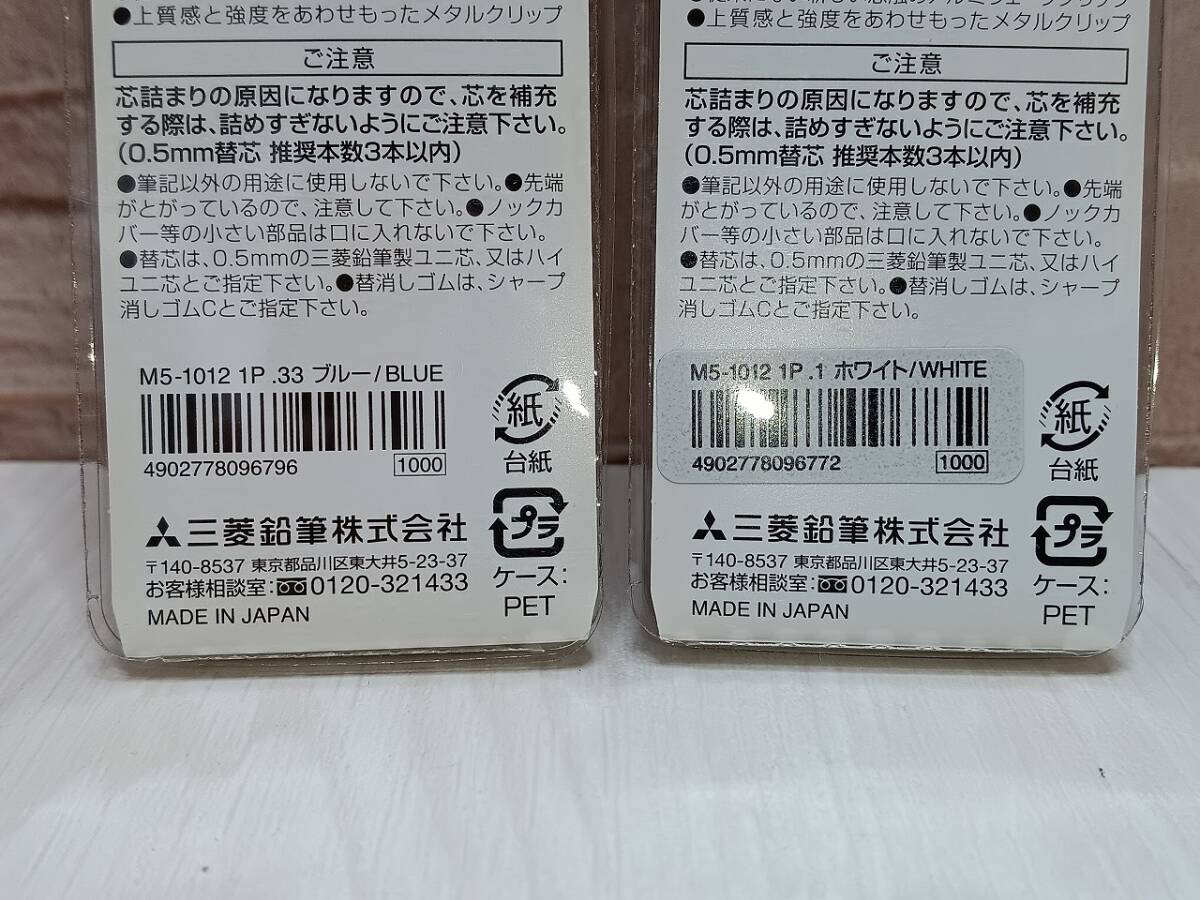 ●上質感と強度をあわせもったメタルクリップ
ご注意
芯詰まりの原因になりますので、芯を補充
する際は、詰めすぎないようにご注意下さい。
(0.5mm替芯 推奨本数3本以内)
●筆記以外の用途に使用しないで下さい。●先端
がとがっているので、注意して下さい。●ノックカ
バー等の小さい部品は口に入れないで下さい。
●替芯は、0.5mmの三菱鉛筆製ユニ芯、又はハイ
ユニ芯とご指定下さい。●替消しゴムは、シャープ
消しゴムCとご指定下さい。
M5-1012 1P .33 ブルー/BLUE
4902778096796 1000
紙
台紙
三菱鉛筆株式会社
〒140-8537 東京都品川区東大井5-23-37
お客様相談室:0120-321433
MADE IN JAPAN
プラ
ケース:
PET
●上質感と強度をあわせもったメタルクリップ
ご注意
芯詰まりの原因になりますので、芯を補充
する際は、詰めすぎないようにご注意下さい。
(0.5mm替芯 推奨本数3本以内)
●筆記以外の用途に使用しないで下さい。●先端
がとがっているので、注意して下さい。●ノックカ
バー等の小さい部品は口に入れないで下さい。
●替芯は、0.5mmの三菱鉛筆製ユニ芯、又はハイ
ユニ芯とご指定下さい。●替消しゴムは、シャープ
消しゴムCとご指定下さい。
M5-1012 1P .1 ホワイト/WHITE
4902778096772 1000
紙
台紙
三菱鉛筆株式会社
〒140-8537 東京都品川区東大井5-23-37
お客様相談室:0120-321433
MADE IN JAPAN
プラ
ケース:
PET